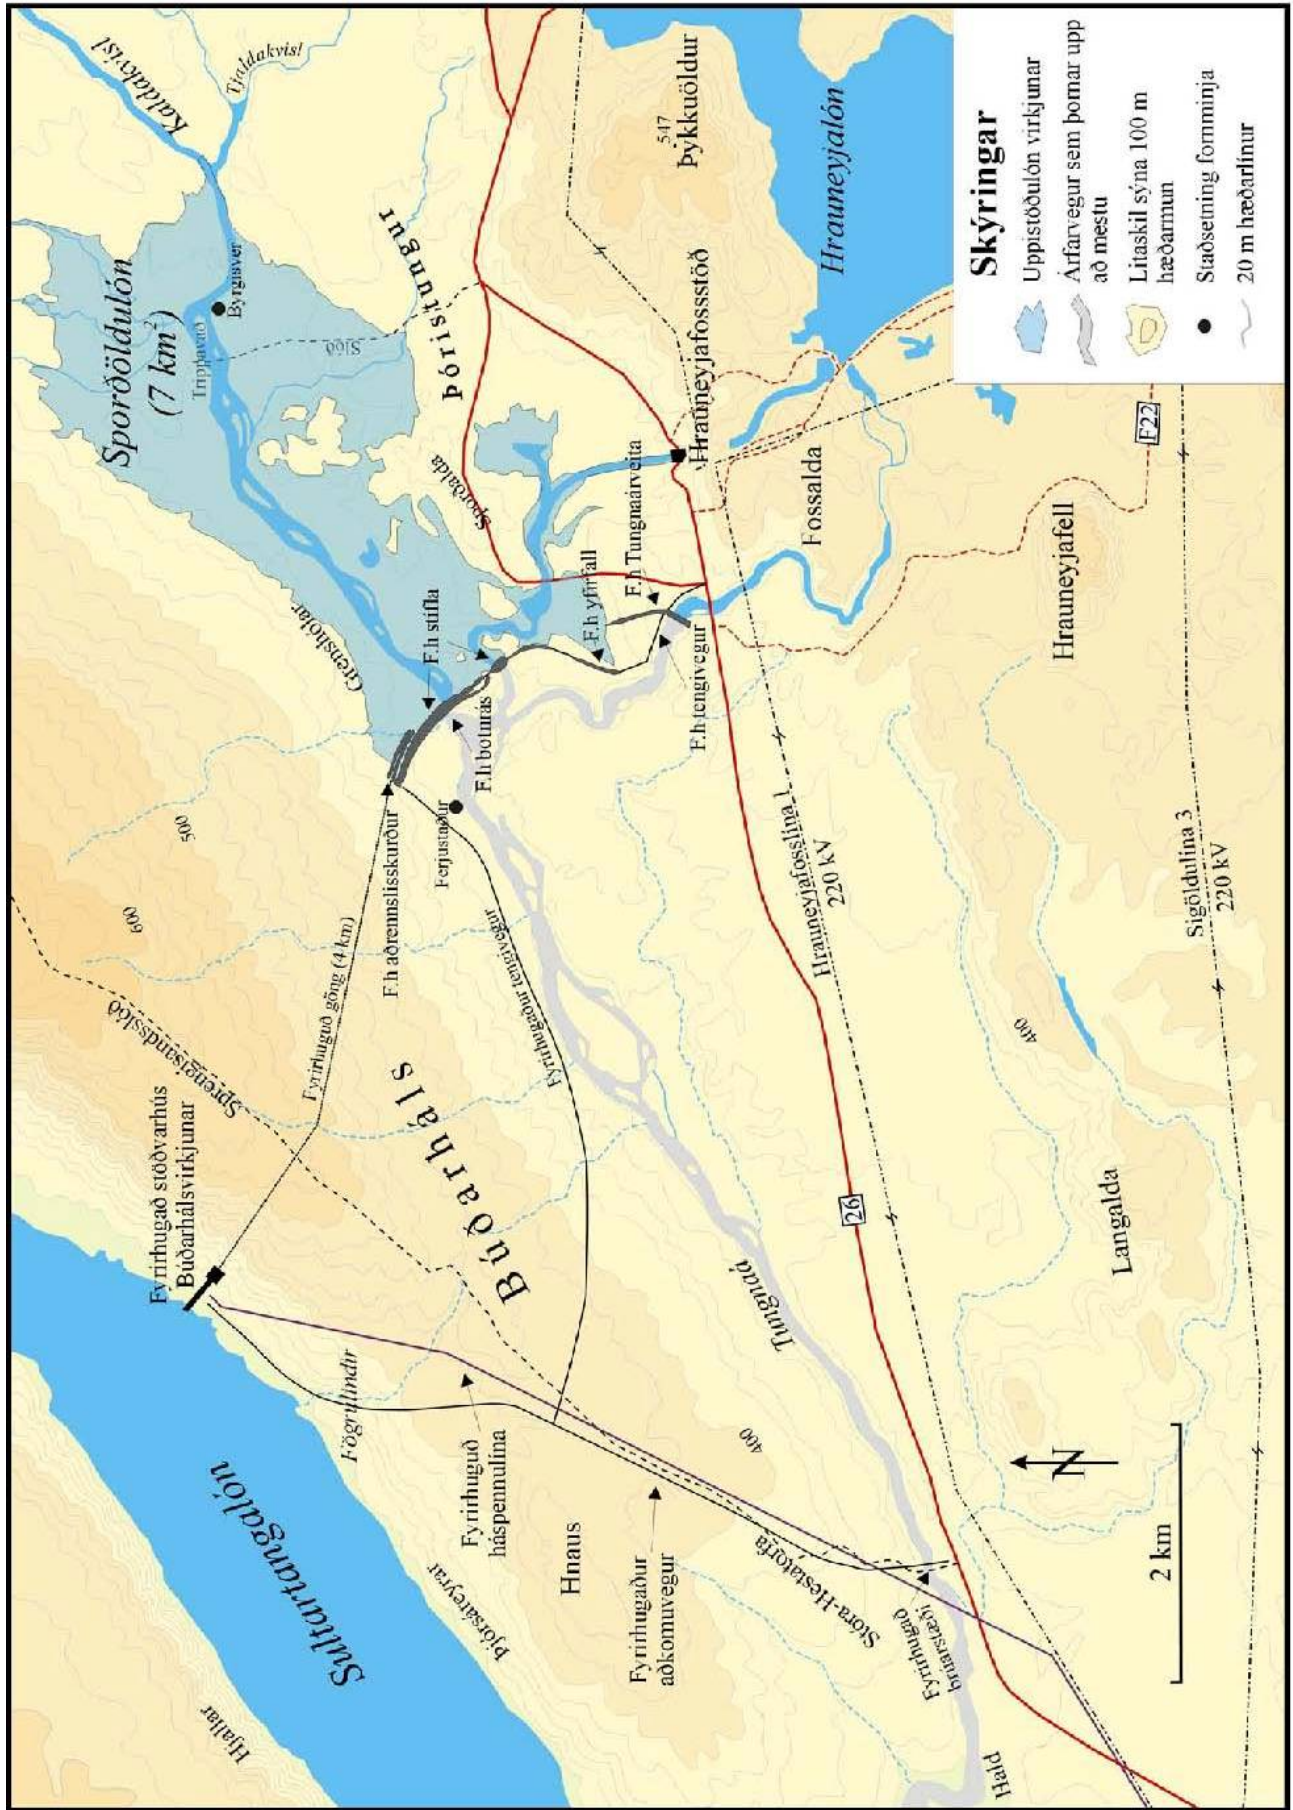 Sultartangalón
Hjallar
Þjórsáreyrar
Fögrulindir
Fyrirhugað stöðvarhús
Búðarhálsvirkjunar
Sprengisandsslóð
600
500
Fyrirhuguð göng (4 km)
F.h aðrennslisskurður
Grenshólar
Sporðöldulón
(7 km²)
Trippavað
Byrgisver
Slóð
Kaldakvísl
Tjaldakvísl
Hnaus
Fyrirhuguð
háspennulína
Fyrirhugaður
aðkomuvegur
Búðarháls
Fyrirhugaður tengivegur
Ferjustaður
F.h botnrás
F.h stífla
F.h yfirfall
F.h Tungnaárveita
F.h tengivegur
Sporðalda
Þóristungur
547
Þykkuöldur
Hrauneyjafossstöð
Hrauneyjalón
Fossalda
400
Stóra-Hestatorfa
Fyrirhugað
brúarstæði
Hald
Tungnaá
26
Hrauneyjafosslína 1
220 kV
Hrauneyjafell
F22
Langalda
400
Sigöldulína 3
220 kV
N
2 km
Skýringar
Uppistöðulón virkjunar
Árfarvegur sem þornar upp
að mestu
Litaskil sýna 100 m
hæðarmun
Staðsetning fornminja
20 m hæðarlínur